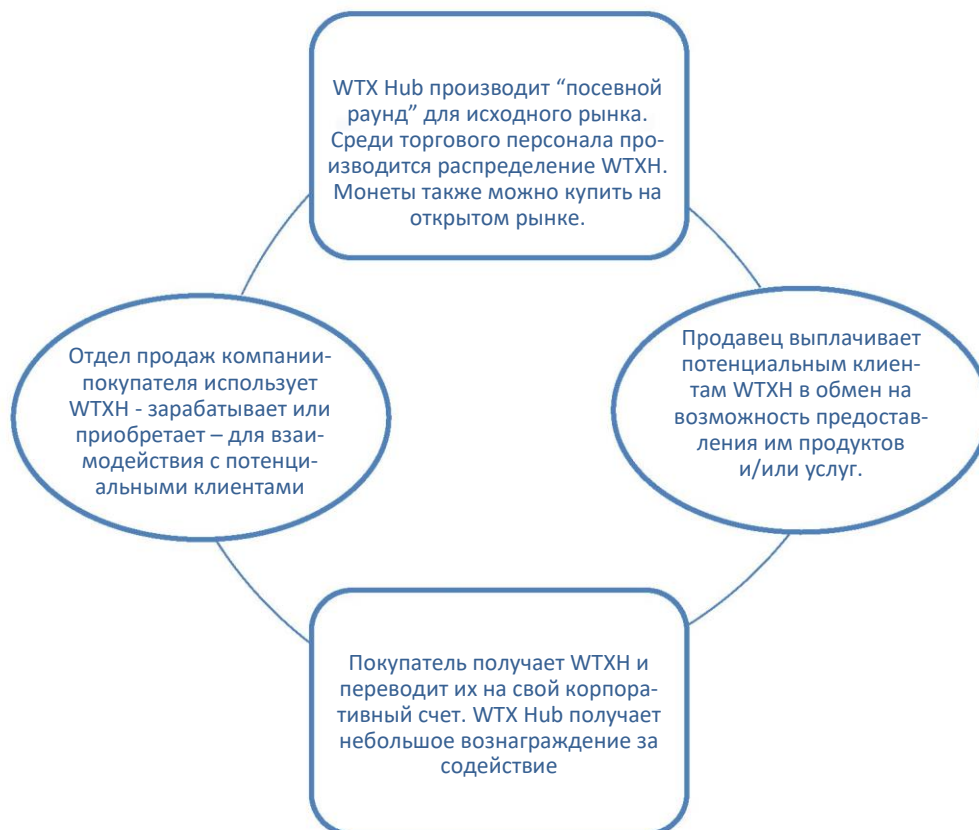 WTX Hub производит “посевной
раунд” для исходного рынка.
Среди торгового персонала про-
изводится распределение WTXH.
Монеты также можно купить на
открытом рынке.
Отдел продаж компании-
покупателя использует
WTXH - зарабатывает или
приобретает – для взаи-
модействия с потенци-
альными клиентами
Продавец выплачивает
потенциальным клиен-
там WTXH в обмен на
возможность предостав-
ления им продуктов
и/или услуг.
Покупатель получает WTXH и
переводит их на свой корпора-
тивный счет. WTX Hub получает
небольшое вознаграждение за
содействие